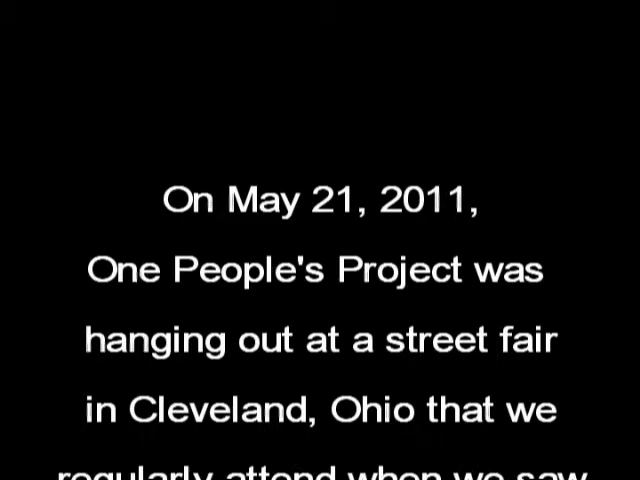 On May 21, 2011,
One People's Project was
hanging out at a street fair
in Cleveland, Ohio that we
regularly attend when we saw